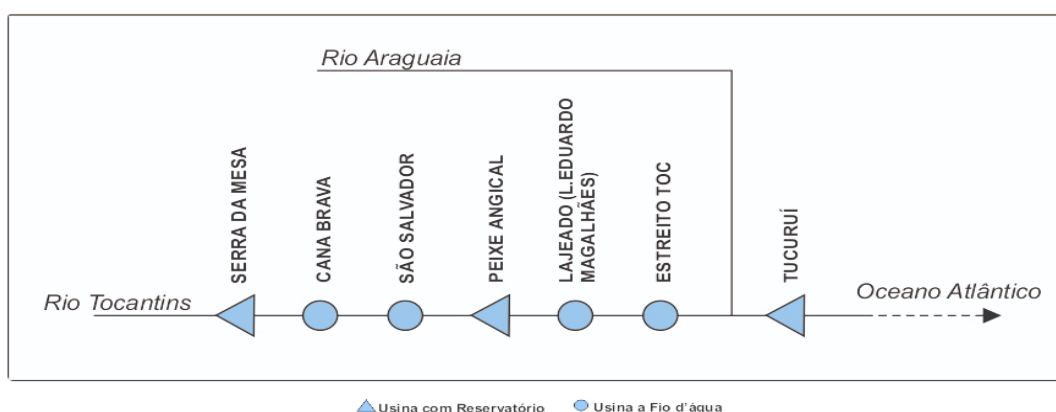 Rio Araguaia
SERRA DA MESA
CANA BRAVA
SÃO SALVADOR
PEIXE ANGICAL
LAJEADO (L.EDUARDO
MAGALHÃES)
ESTREITO TOC
TUCURUÍ
Rio Tocantins
Oceano Atlântico
Usina com Reservatório
Usina a Fio d'água